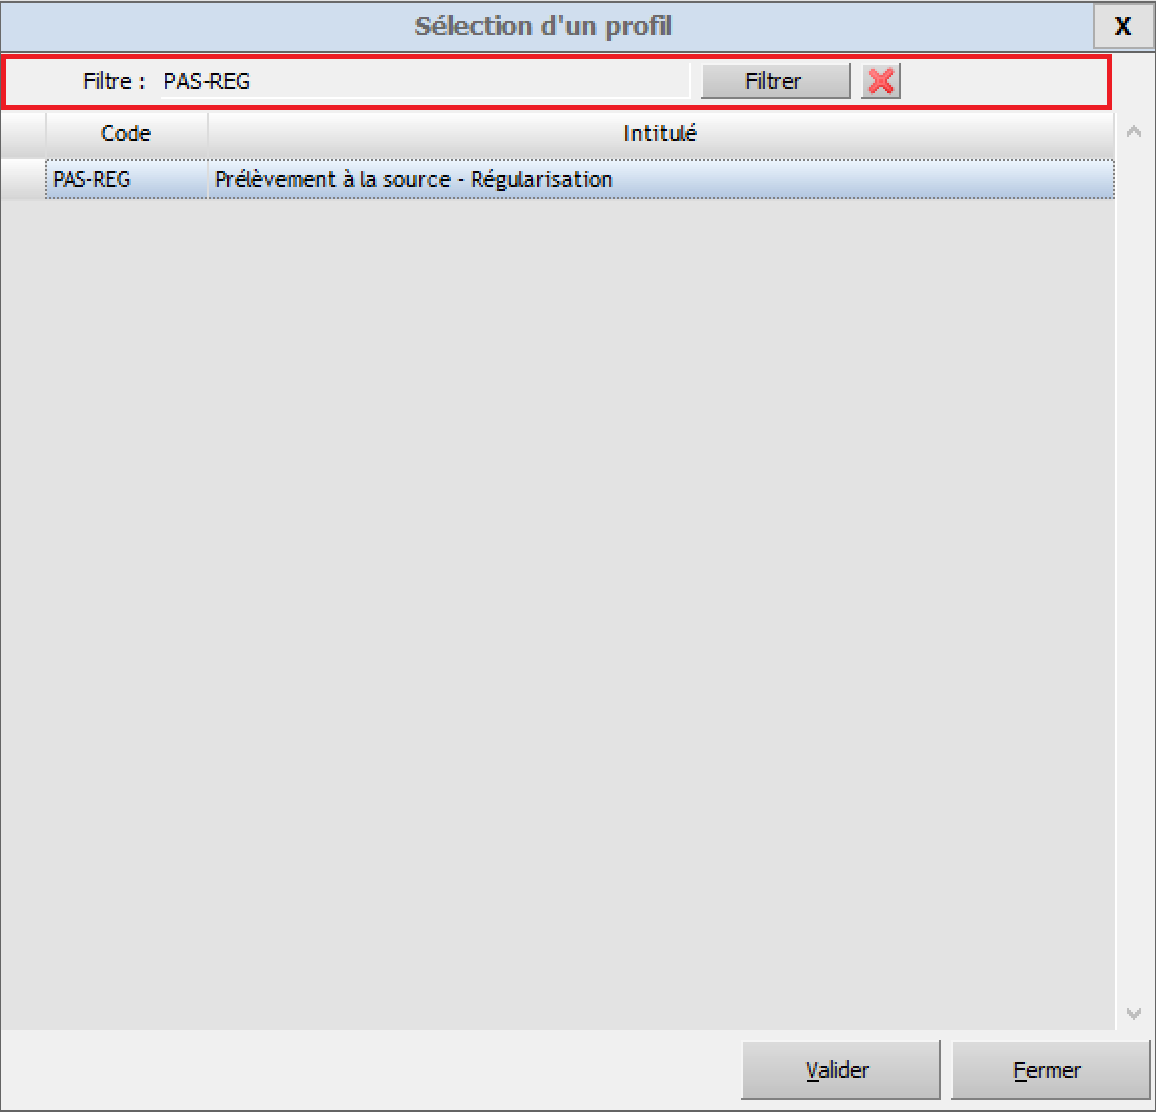 Sélection d'un profil
X
Filtre : PAS-REG Filtrer
Code Intitulé
PAS-REG Prélèvement à la source - Régularisation
Valider Fermer